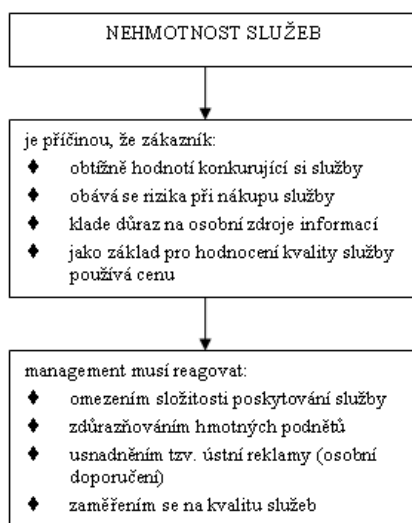 NEHMOTNOST SLUŽEB
je příčinou, že zákazník:
♦ obtížně hodnotí konkurující si služby
♦ obává se rizika při nákupu služby
♦ klade důraz na osobní zdroje informací
♦ jako základ pro hodnocení kvality služby
používá cenu
management musí reagovat:
♦ omezením složitosti poskytování služby
♦ zdůrazňováním hmotných podnětů
♦ usnadněním tzv. ústní reklamy (osobní
doporučení)
♦ zaměřením se na kvalitu služeb